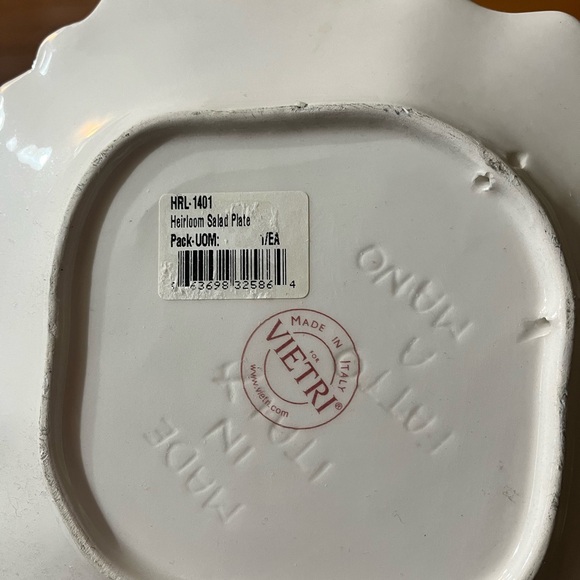 HRL-1401
Heirloom Salad Plate
Pack-UOM: 1/EA
63698 32586 4
MADE IN ITALY
FOR
VIETRI®
www.vietri.com
MADE
IN
ITALY
FATTO
A
MANO